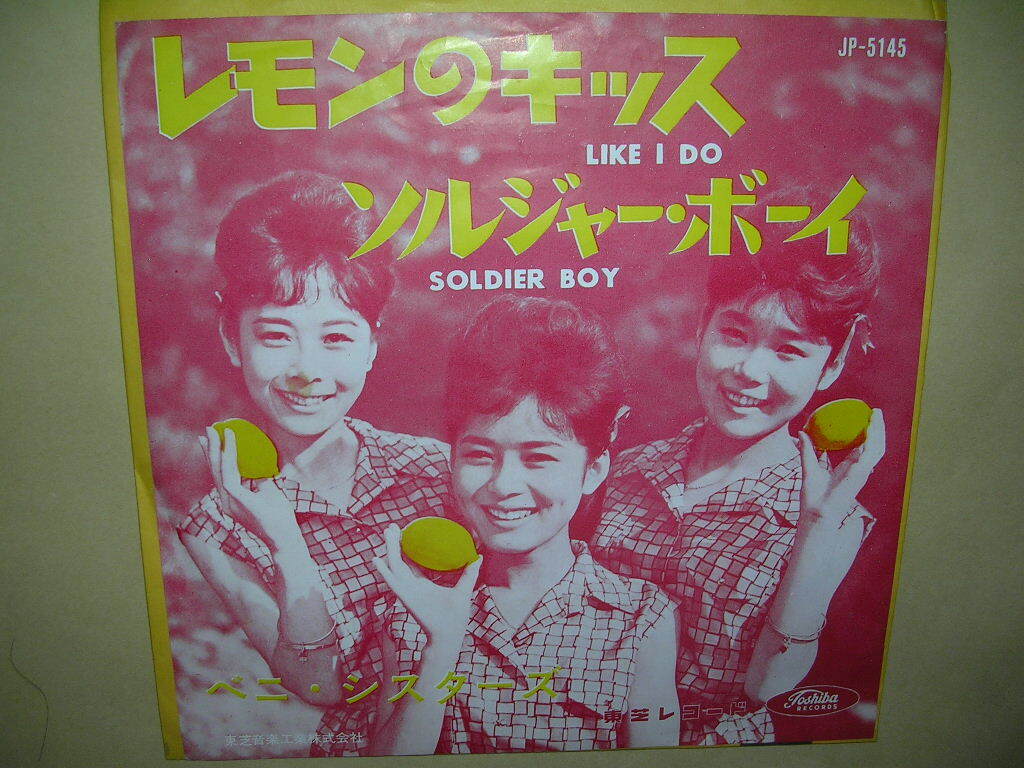 JP-5145
レモンのキッス
LIKE I DO
ソルジャー・ボーイ
SOLDIER BOY
ペニ・シスターズ
東芝レコード
Toshiba
RECORDS
東芝音楽工業株式会社